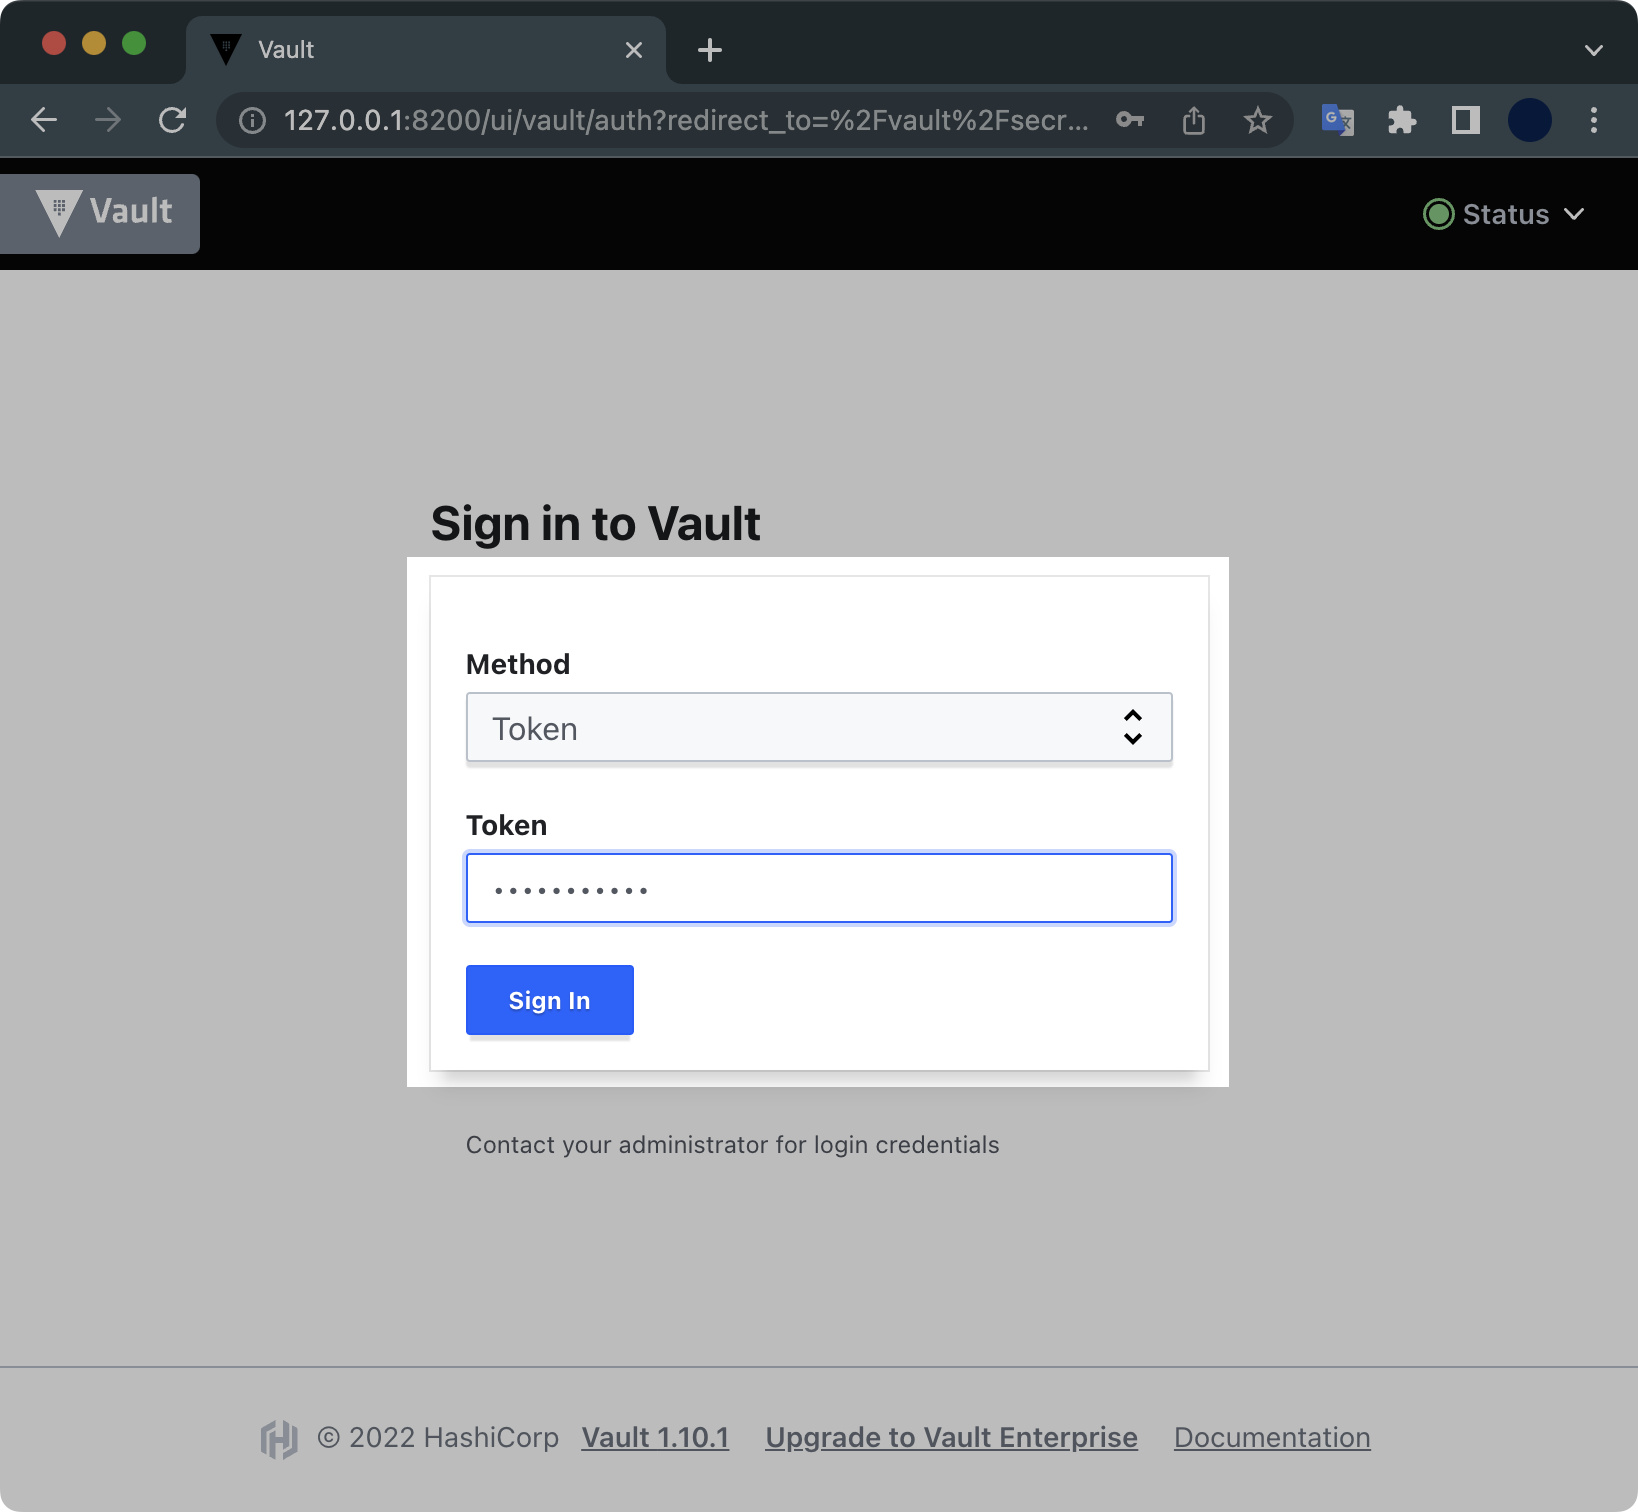 Vault
127.0.0.1:8200/ui/vault/auth?redirect_to=%2Fvault%2Fsecr...
Vault
Status
Sign in to Vault
Method
Token
Token
•••••••••••
Sign In
Contact your administrator for login credentials
© 2022 HashiCorp Vault 1.10.1 Upgrade to Vault Enterprise Documentation